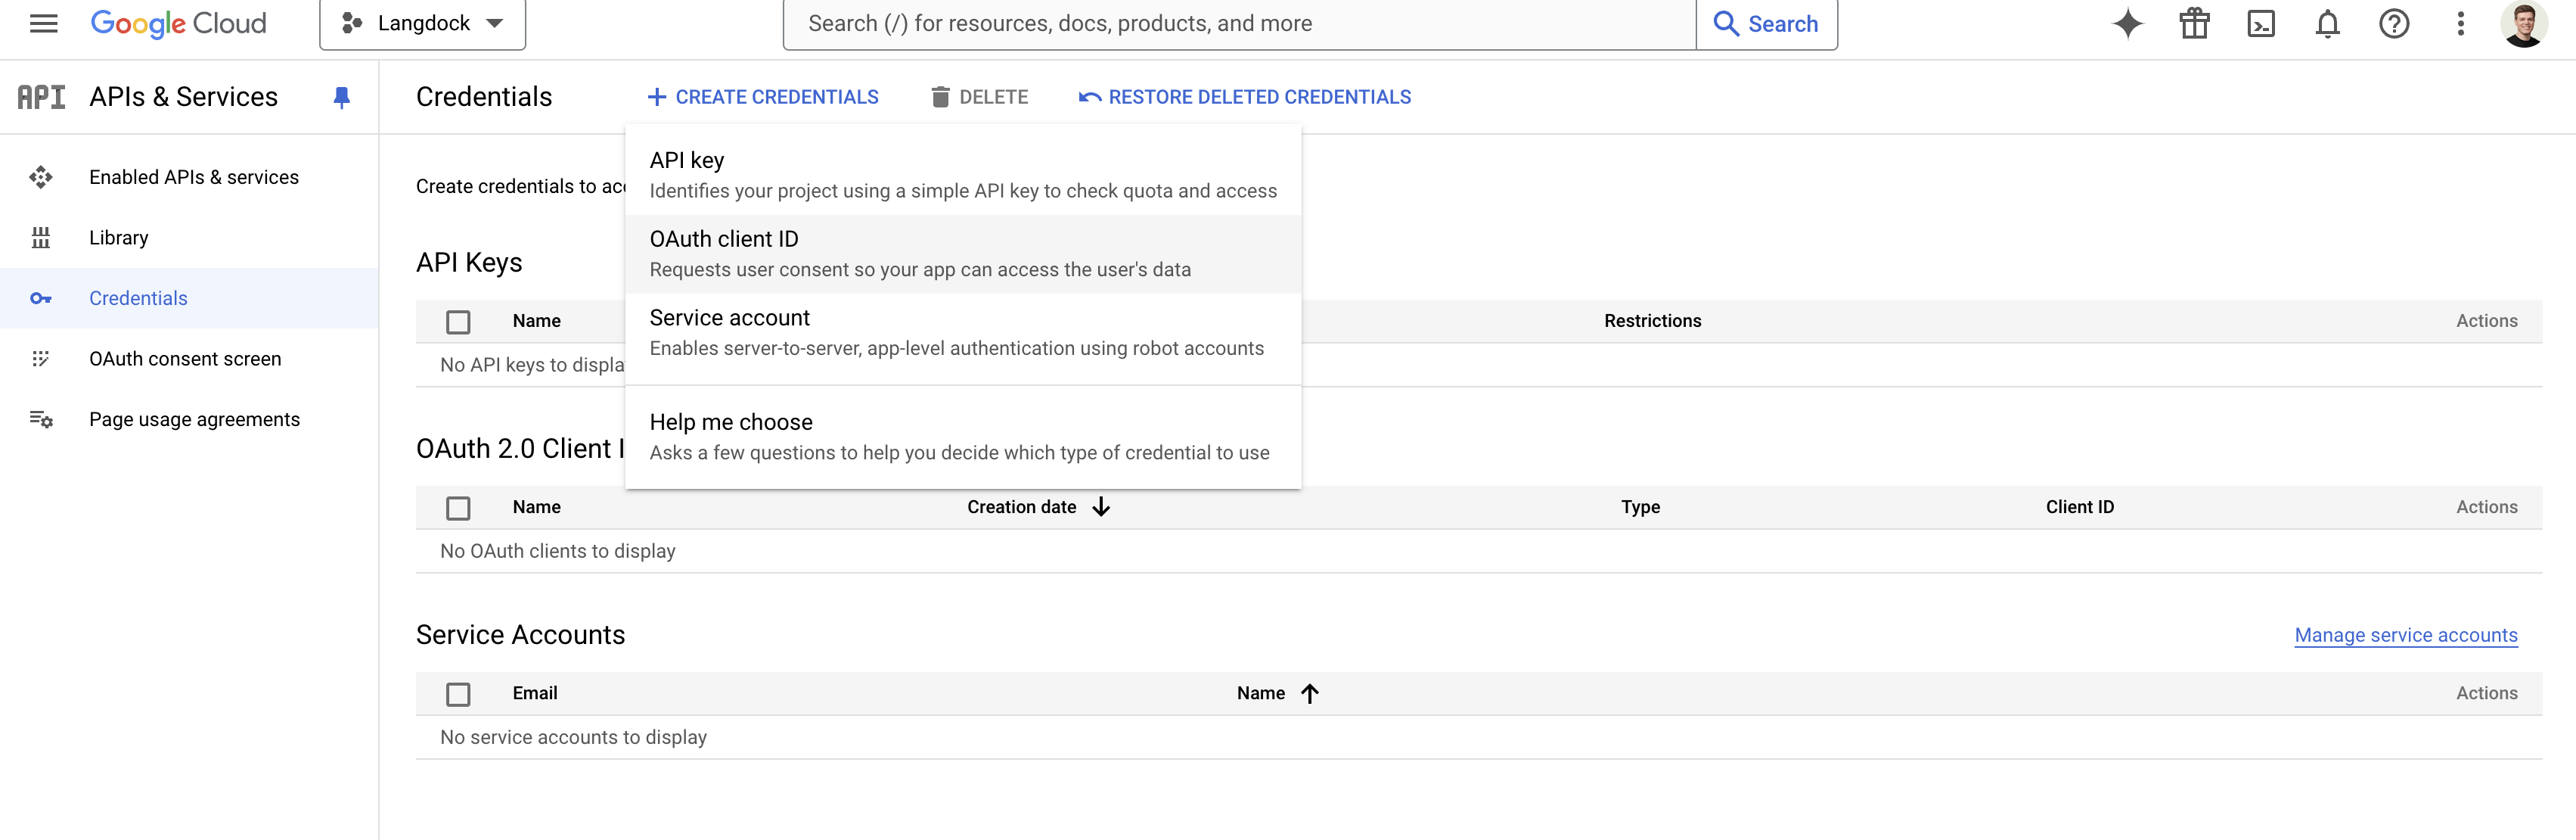 Google Cloud
Langdock
Search (/) for resources, docs, products, and more
Search
API
APIs & Services
Credentials
CREATE CREDENTIALS
DELETE
RESTORE DELETED CREDENTIALS
Enabled APIs & services
Library
Credentials
OAuth consent screen
Page usage agreements
Create credentials to acc
API key
Identifies your project using a simple API key to check quota and access
OAuth client ID
Requests user consent so your app can access the user's data
Service account
Enables server-to-server, app-level authentication using robot accounts
Help me choose
Asks a few questions to help you decide which type of credential to use
API Keys
Name
Restrictions
Actions
No API keys to displa
OAuth 2.0 Client I
Name
Creation date
Type
Client ID
Actions
No OAuth clients to display
Service Accounts
Manage service accounts
Email
Name
Actions
No service accounts to display